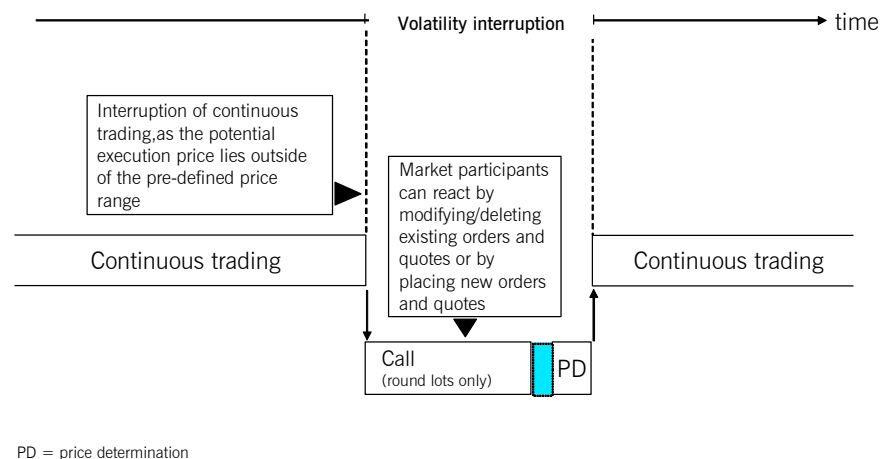 Volatility interruption
time
Interruption of continuous
trading,as the potential
execution price lies outside
of the pre-defined price
range
Market participants
can react by
modifying/deleting
existing orders and
quotes or by
placing new orders
and quotes
Continuous trading
Continuous trading
Call
(round lots only)
PD
PD = price determination